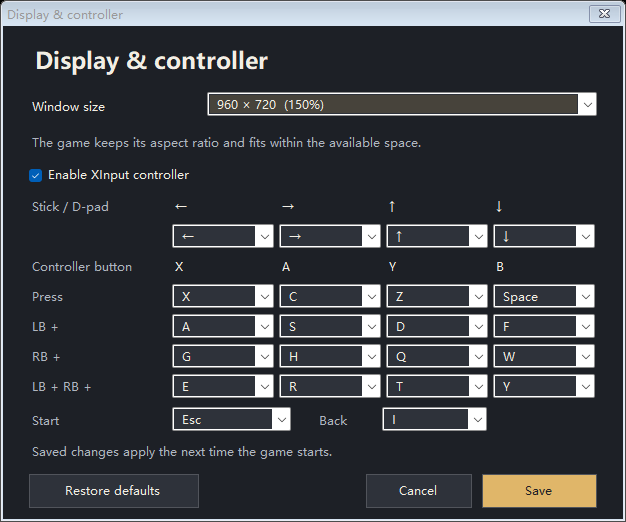 Display & controller
Display & controller
Window size 960 × 720 (150%)
The game keeps its aspect ratio and fits within the available space.
Enable XInput controller
Stick / D-pad ← → ↑ ↓
← → ↑ ↓
Controller button X A Y B
Press X C Z Space
LB + A S D F
RB + G H Q W
LB + RB + E R T Y
Start Esc Back I
Saved changes apply the next time the game starts.
Restore defaults Cancel Save